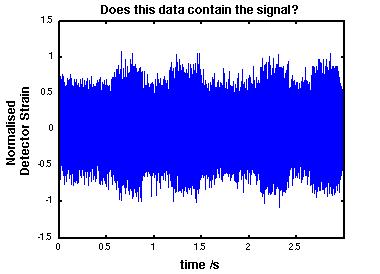 Does this data contain the signal?
Normalised
Detector Strain
1.5
1
0.5
0
-0.5
-1
-1.5
0 0.5 1 1.5 2 2.5
time /s